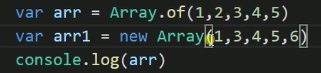 var arr = Array.of(1,2,3,4,5)
var arr1 = new Array(1,3,4,5,6)
console.log(arr)